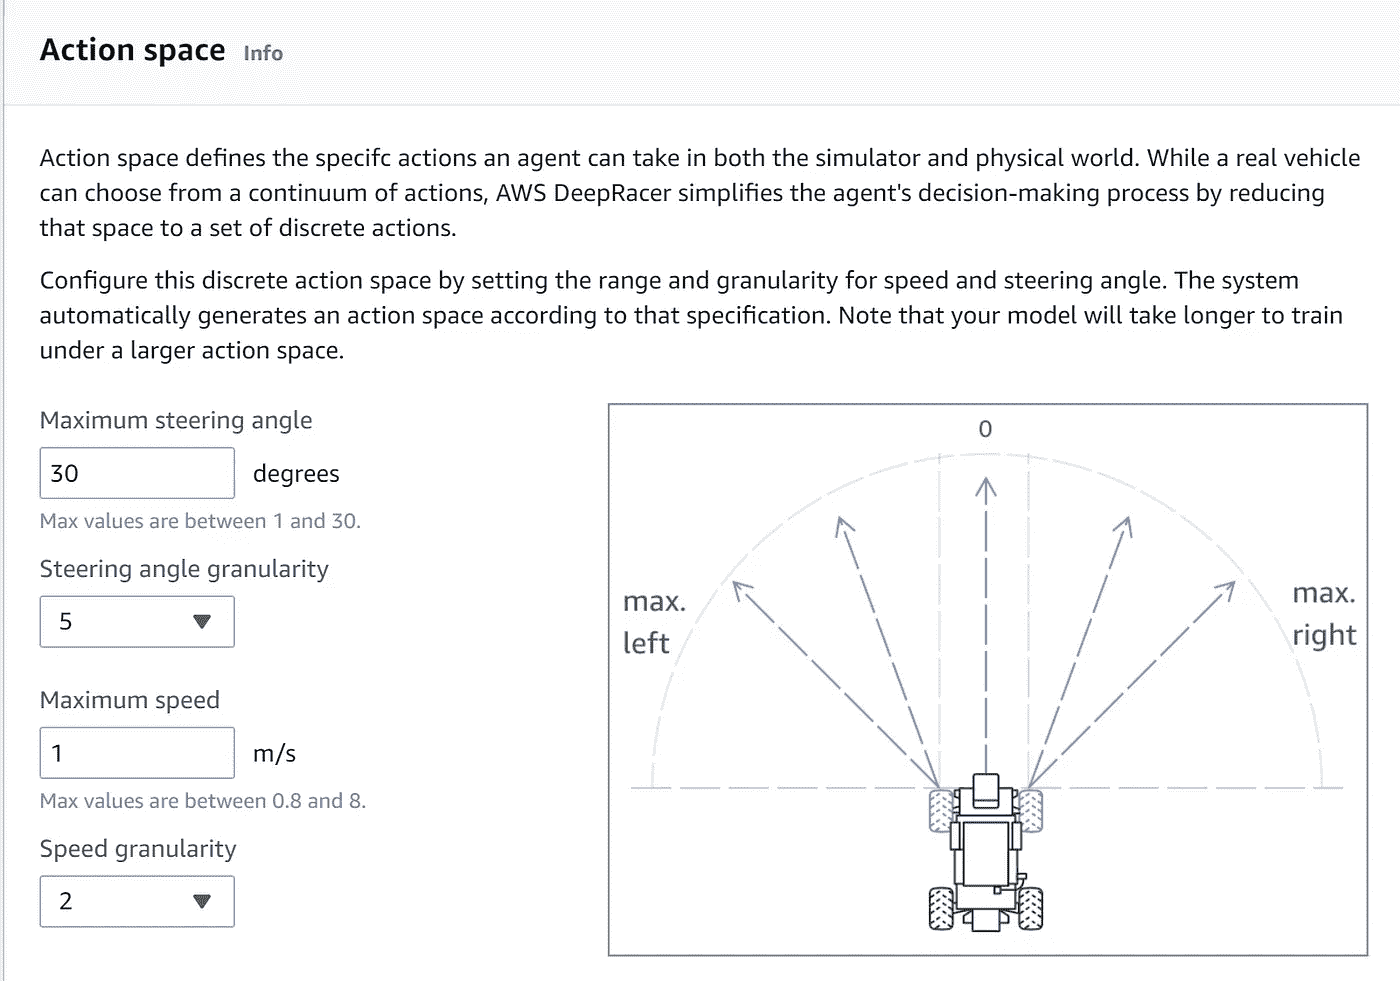 Action space Info
Action space defines the specifc actions an agent can take in both the simulator and physical world. While a real vehicle
can choose from a continuum of actions, AWS DeepRacer simplifies the agent's decision-making process by reducing
that space to a set of discrete actions.
Configure this discrete action space by setting the range and granularity for speed and steering angle. The system
automatically generates an action space according to that specification. Note that your model will take longer to train
under a larger action space.
Maximum steering angle
30 degrees
Max values are between 1 and 30.
Steering angle granularity
5
Maximum speed
1 m/s
Max values are between 0.8 and 8.
Speed granularity
2
0
max.
left
max.
right